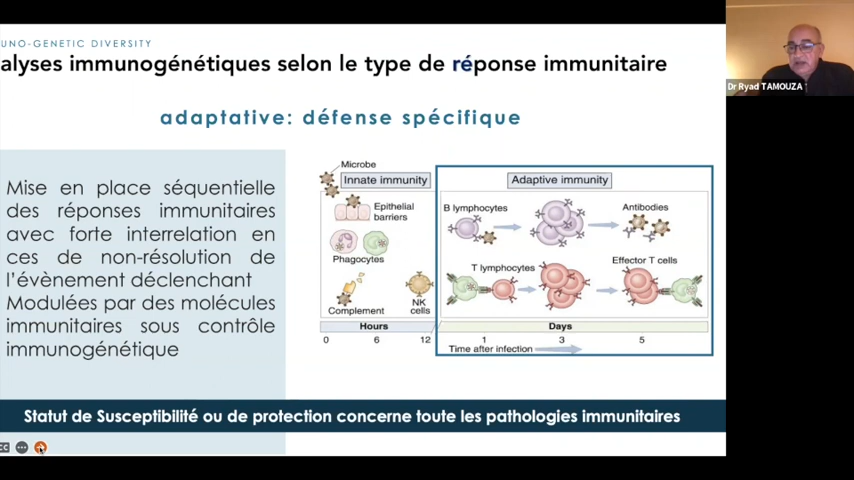 UNO-GENETIC DIVERSITY
alyses immunogénétiques selon le type de réponse immunitaire
Dr Ryad TAMOUZA
adaptative: défense spécifique
Mise en place séquentielle
des réponses immunitaires
avec forte interrelation en
ces de non-résolution de
l'évènement déclenchant
Modulées par des molécules
immunitaires sous contrôle
immunogénétique
Microbe
Innate immunity
Adaptive immunity
Epithelial
barriers
B lymphocytes
Antibodies
Phagocytes
T lymphocytes
Effector T cells
Complement
NK
cells
Hours
Days
0 6 12 1 3 5
Time after infection
Statut de Susceptibilité ou de protection concerne toute les pathologies immunitaires
CC